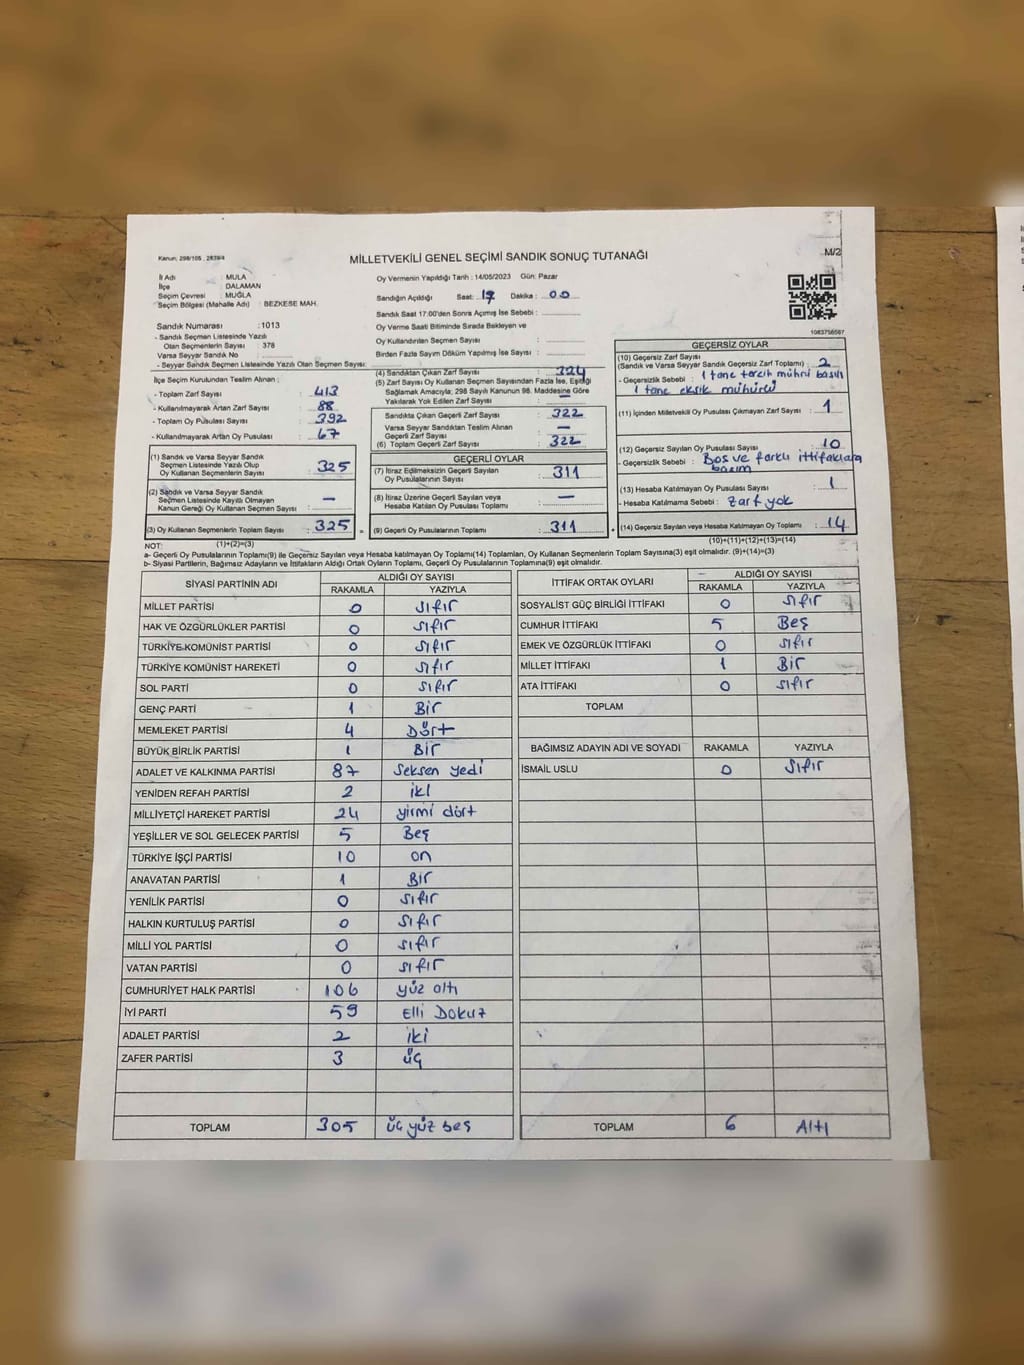 Kanun: 298/105 , 2839/4
MİLLETVEKİLİ GENEL SEÇİMİ SANDIK SONUÇ TUTANAĞI
M/2
İl Adı : MULA
İlçe : DALAMAN
Seçim Çevresi : MUĞLA
Seçim Bölgesi (Mahalle Adı) : BEZKESE MAH.
Sandık Numarası : 1013
- Sandık Seçmen Listesinde Yazılı
Olan Seçmenlerin Sayısı : 378
Varsa Seyyar Sandık No :
- Seyyar Sandık Seçmen Listesinde Yazılı Olan Seçmen Sayısı:
Oy Vermenin Yapıldığı Tarih : 14/05/2023 Gün: Pazar
Sandığın Açıldığı Saat: 17 Dakika : 00
Sandık Saat 17:00'den Sonra Açımış İse Sebebi :
Oy Verme Saati Bitiminde Sırada Bekleyen ve
Oy Kullandırılan Seçmen Sayısı :
Birden Fazla Sayım Döküm Yapılmış İse Sayısı :
1083756567
İlçe Seçim Kurulundan Teslim Alınan ;
- Toplam Zarf Sayısı : 413
- Kullanılmayarak Artan Zarf Sayısı : 88
- Toplam Oy Pusulası Sayısı : 392
- Kullanılmayarak Artan Oy Pusulası : 67
(1) Sandık ve Varsa Seyyar Sandık
Seçmen Listesinde Yazılı Olup
Oy Kullanan Seçmenlerin Sayısı : 325
(2) Sandık ve Varsa Seyyar Sandık
Seçmen Listesinde Kayıtlı Olmayan
Kanun Gereği Oy Kullanan Seçmen Sayısı : –
(3) Oy Kullanan Seçmenlerin Toplam Sayısı : 325 =
(1)+(2)=(3)
(4) Sandıktan Çıkan Zarf Sayısı : 324
(5) Zarf Sayısı Oy Kullanan Seçmen Sayısından Fazla İse, Eşitliği
Sağlamak Amacıyla; 298 Sayılı Kanunun 98. Maddesine Göre
Yakılarak Yok Edilen Zarf Sayısı :
Sandıkta Çıkan Geçerli Zarf Sayısı : 322
Varsa Seyyar Sandıktan Teslim Alınan
Geçerli Zarf Sayısı : –
(6) Toplam Geçerli Zarf Sayısı : 322
GEÇERLİ OYLAR
(7) İtiraz Edilmeksizin Geçerli Sayılan
Oy Pusulalarının Sayısı : 311
(8) İtiraz Üzerine Geçerli Sayılan veya
Hesaba Katılan Oy Pusulası Toplamı : –
(9) Geçerli Oy Pusulalarının Toplamı : 311 +
GEÇERSİZ OYLAR
(10) Geçersiz Zarf Sayısı
(Sandık ve Varsa Seyyar Sandık Geçersiz Zarf Toplamı) : 2
- Geçersizlik Sebebi : 1 tane tercih mührü basılı
1 tane eksik mühürlü
(11) İçinden Milletvekili Oy Pusulası Çıkmayan Zarf Sayısı : 1
(12) Geçersiz Sayılan Oy Pusulası Sayısı : 10
- Geçersizlik Sebebi : Bos ve farklı ittifaklara
basım
(13) Hesaba Katılmayan Oy Pusulası Sayısı : 1
- Hesaba Katılmama Sebebi : Zarf yok
(14) Geçersiz Sayılan veya Hesaba Katılmayan Oy Toplamı : 14
(10)+(11)+(12)+(13)=(14)
NOT:
a- Geçerli Oy Pusulalarının Toplamı(9) ile Geçersiz Sayılan veya Hesaba katılmayan Oy Toplamı(14) Toplamları, Oy Kullanan Seçmenlerin Toplam Sayısına(3) eşit olmalıdır. (9)+(14)=(3)
b- Siyasi Partilerin, Bağımsız Adayların ve İttifakların Aldığı Ortak Oyların Toplamı, Geçerli Oy Pusulalarının Toplamına(9) eşit olmalıdır.
SİYASİ PARTİNİN ADI ALDIĞI OY SAYISI
RAKAMLA YAZIYLA
MİLLET PARTİSİ 0 sıfır
HAK VE ÖZGÜRLÜKLER PARTİSİ 0 sıfır
TÜRKİYE KOMÜNİST PARTİSİ 0 sıfır
TÜRKİYE KOMÜNİST HAREKETİ 0 sıfır
SOL PARTİ 0 sıfır
GENÇ PARTİ 1 Bir
MEMLEKET PARTİSİ 4 Dört
BÜYÜK BİRLİK PARTİSİ 1 Bir
ADALET VE KALKINMA PARTİSİ 87 Seksen yedi
YENİDEN REFAH PARTİSİ 2 iki
MİLLİYETÇİ HAREKET PARTİSİ 24 yirmi dört
YEŞİLLER VE SOL GELECEK PARTİSİ 5 Beş
TÜRKİYE İŞÇİ PARTİSİ 10 on
ANAVATAN PARTİSİ 1 Bir
YENİLİK PARTİSİ 0 sıfır
HALKIN KURTULUŞ PARTİSİ 0 sıfır
MİLLİ YOL PARTİSİ 0 sıfır
VATAN PARTİSİ 0 sıfır
CUMHURİYET HALK PARTİSİ 106 yüz altı
İYİ PARTİ 59 Elli Dokuz
ADALET PARTİSİ 2 iki
ZAFER PARTİSİ 3 üç
TOPLAM 305 üç yüz beş
İTTİFAK ORTAK OYLARI ALDIĞI OY SAYISI
RAKAMLA YAZIYLA
SOSYALİST GÜÇ BİRLİĞİ İTTİFAKI 0 sıfır
CUMHUR İTTİFAKI 5 Beş
EMEK VE ÖZGÜRLÜK İTTİFAKI 0 sıfır
MİLLET İTTİFAKI 1 Bir
ATA İTTİFAKI 0 sıfır
TOPLAM
BAĞIMSIZ ADAYIN ADI VE SOYADI RAKAMLA YAZIYLA
İSMAİL USLU 0 sıfır
TOPLAM 6 Altı